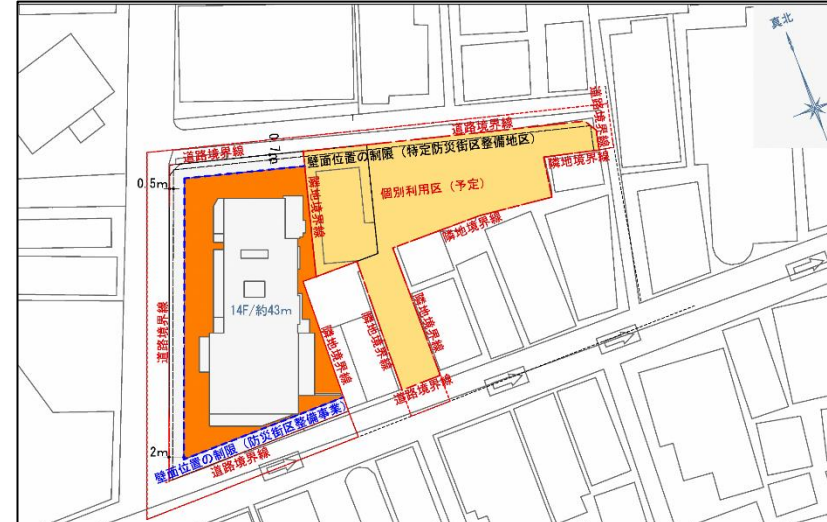 真北
道路境界線
道路境界線
道路境界線
0.7m
壁面位置の制限（特定防災街区整備地区）
隣地境界線
0.5m
個別利用区（予定）
隣地境界線
隣地境界線
14F/約43m
道路境界線
隣地境界線
隣地境界線
隣地境界線
道路境界線
2m
壁面位置の制限（防災街区整備事業）
道路境界線